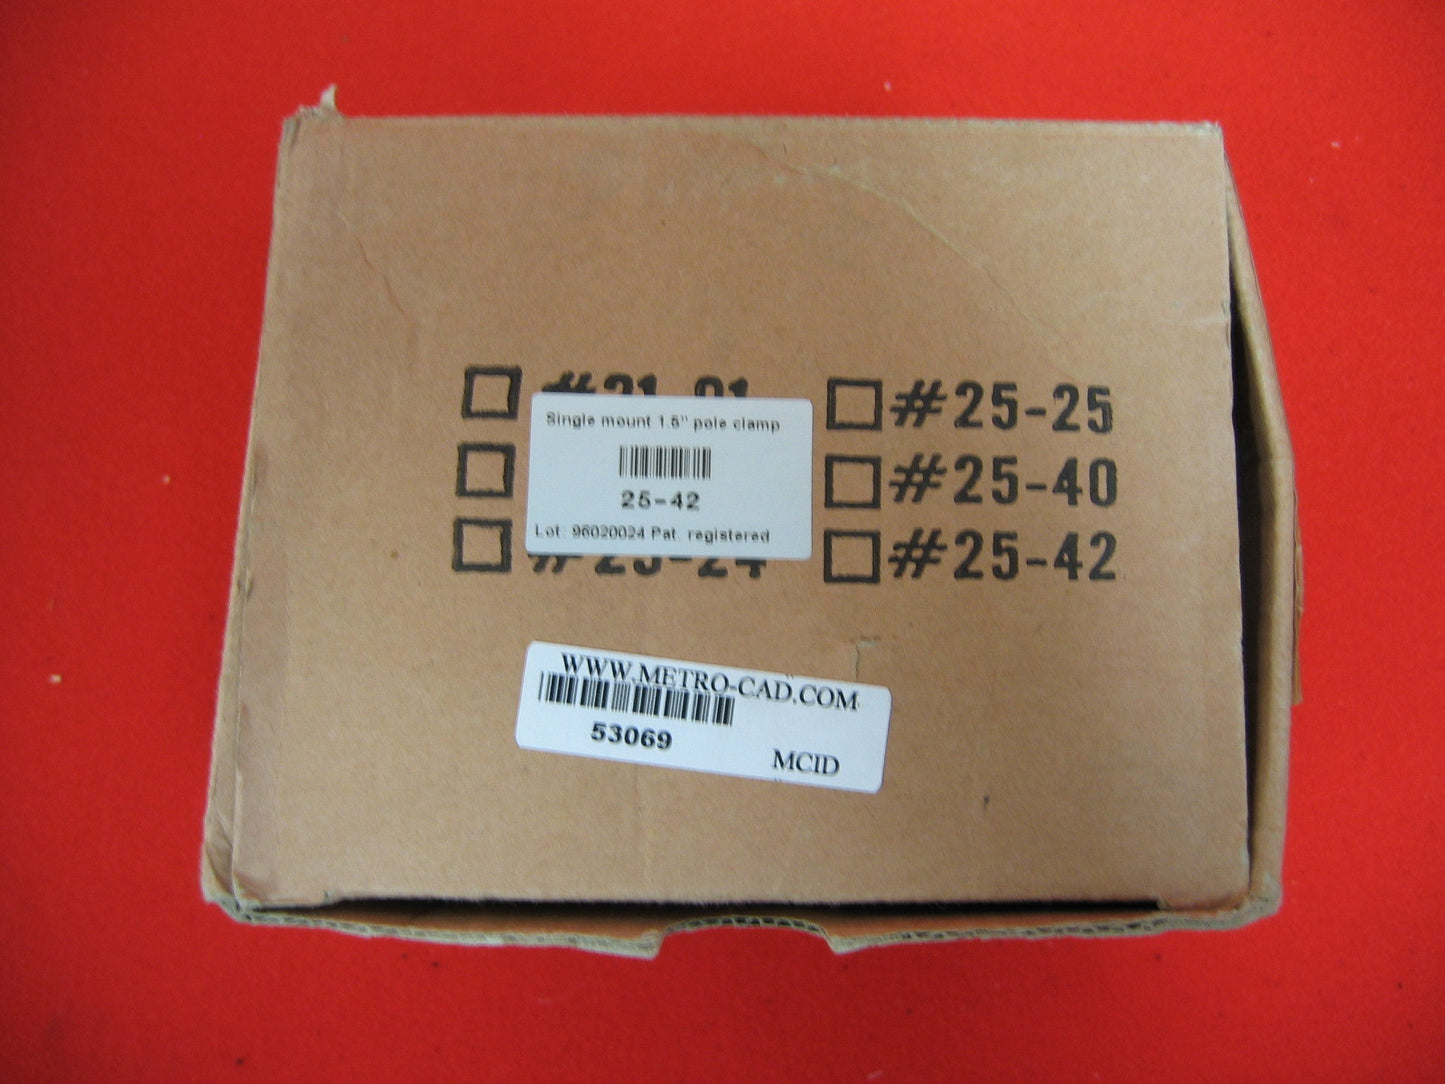 #25-25
#25-40
#25-42
Single mount 1.5" pole clamp
25-42
Lot: 96020024 Pat. registered
WWW.METRO-CAD.COM
53069
MCID